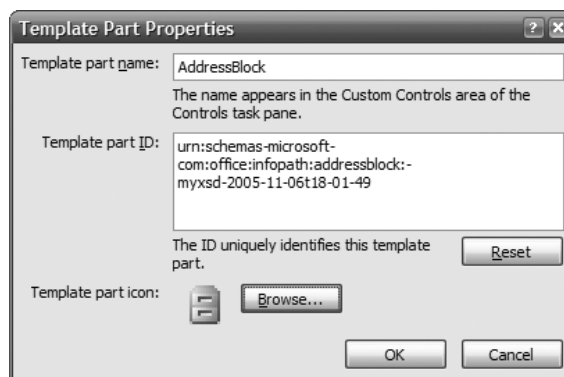 Template Part Properties
Template part name: AddressBlock
The name appears in the Custom Controls area of the
Controls task pane.
Template part ID: urn:schemas-microsoft-
com:office:infopath:addressblock:-
myxsd-2005-11-06t18-01-49
The ID uniquely identifies this template
part.
Reset
Template part icon: Browse...
OK Cancel